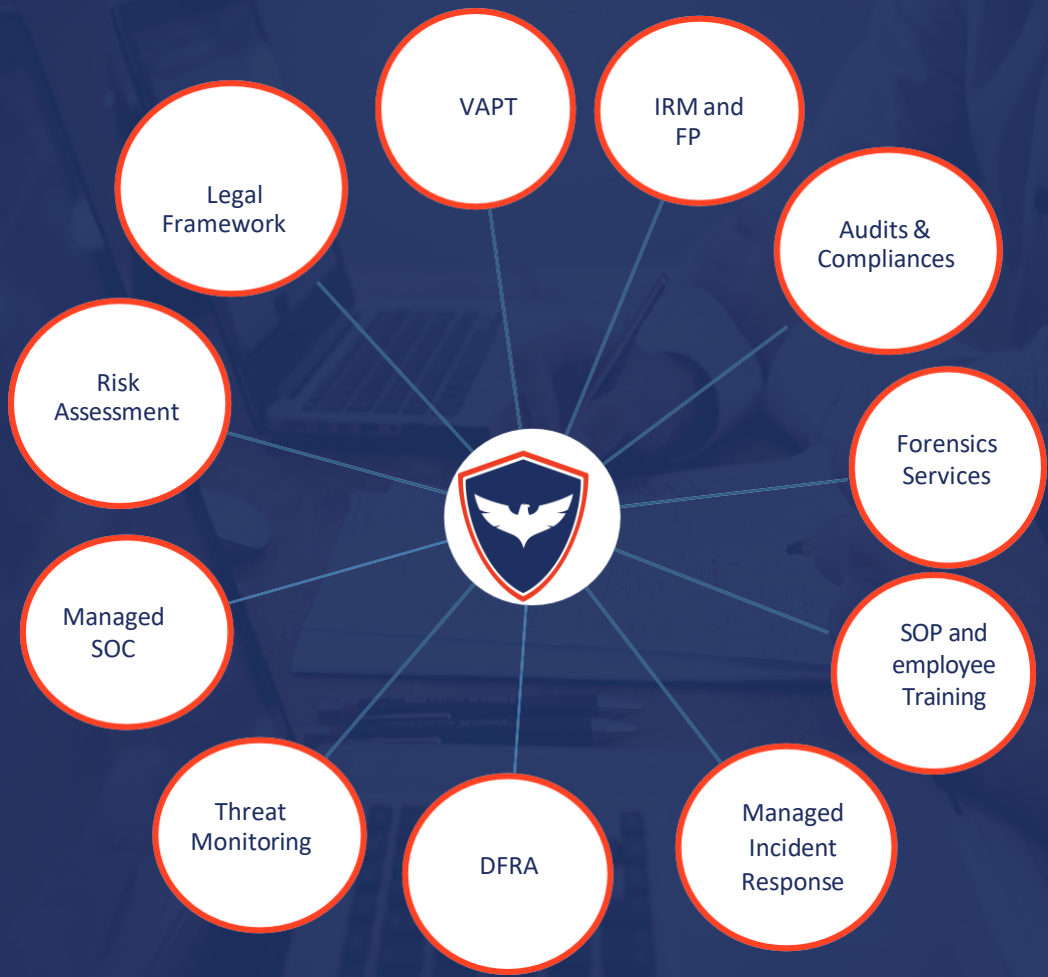 VAPT
IRM and
FP
Legal
Framework
Audits &
Compliances
Risk
Assessment
Forensics
Services
Managed
SOC
SOP and
employee
Training
Threat
Monitoring
DFRA
Managed
Incident
Response